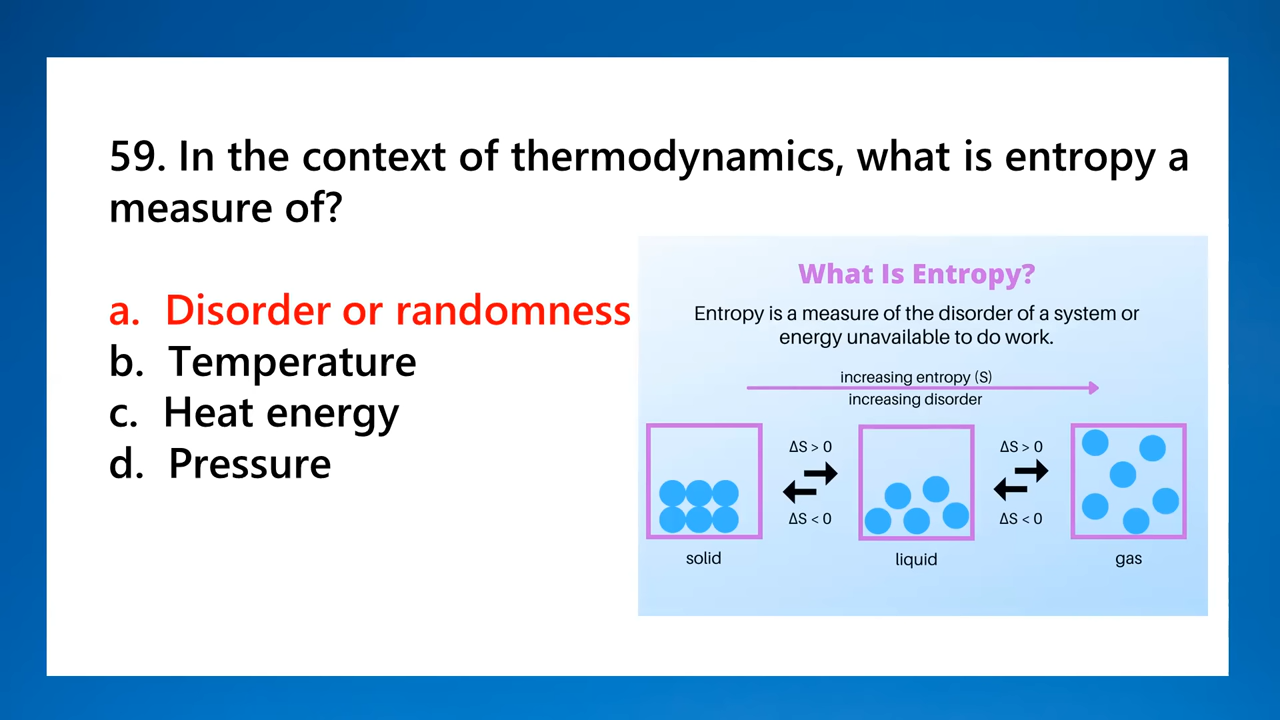 59. In the context of thermodynamics, what is entropy a
measure of?
a. Disorder or randomness
b. Temperature
c. Heat energy
d. Pressure
What Is Entropy?
Entropy is a measure of the disorder of a system or
energy unavailable to do work.
increasing entropy (S)
increasing disorder
ΔS > 0
ΔS < 0
ΔS > 0
ΔS < 0
solid
liquid
gas